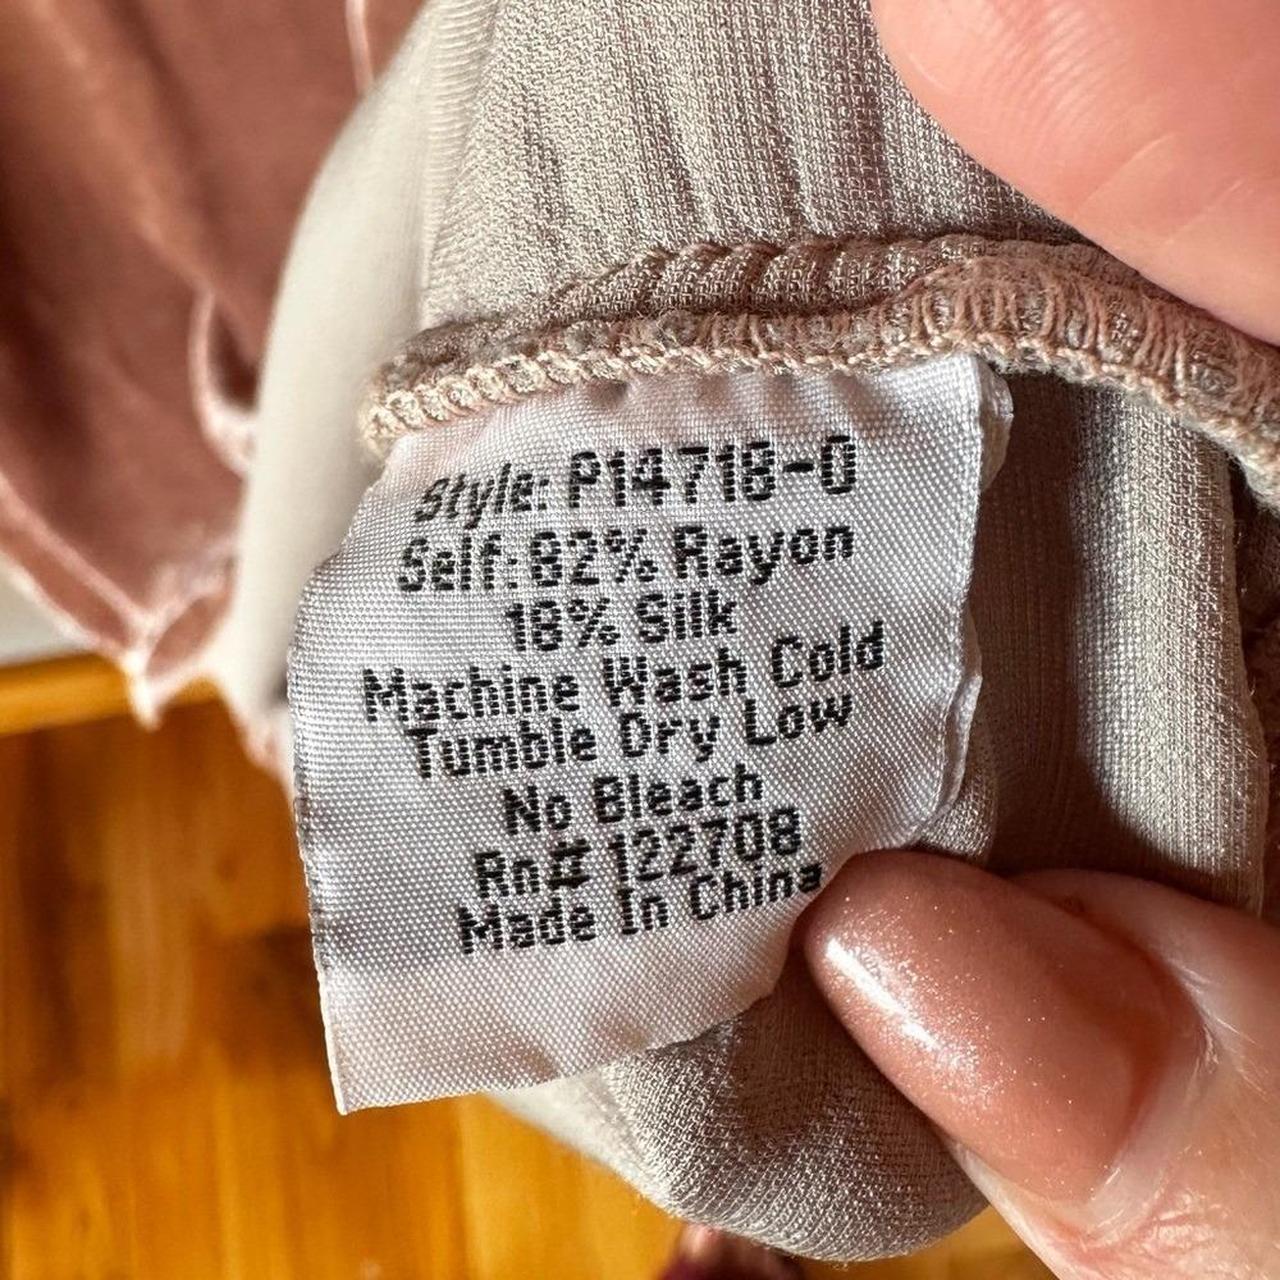 Style: P14718-0
Self: 82% Rayon
18% Silk
Machine Wash Cold
Tumble Dry Low
No Bleach
Rn# 122708
Made In China